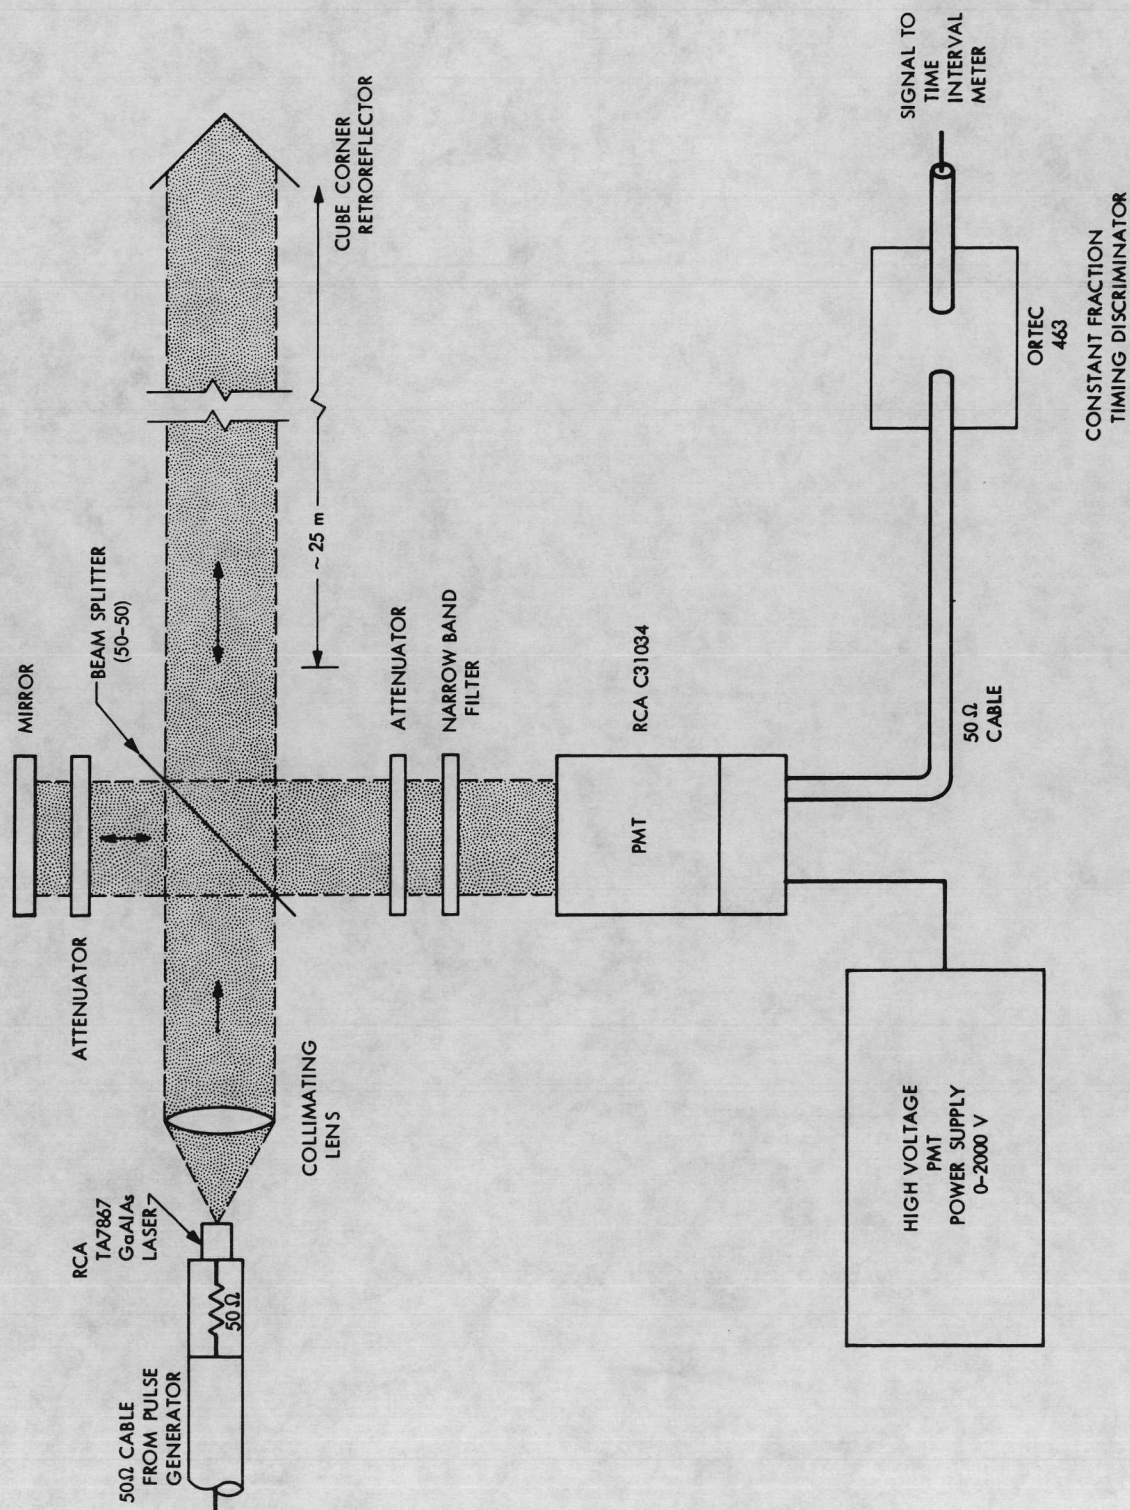 MIRROR
BEAM SPLITTER
(50-50)
ATTENUATOR
50Ω CABLE
FROM PULSE
GENERATOR
50Ω
RCA
TA7867
GaAlAs
LASER
COLLIMATING
LENS
~ 25 m
CUBE CORNER
RETROREFLECTOR
ATTENUATOR
NARROW BAND
FILTER
PMT
RCA C31034
HIGH VOLTAGE
PMT
POWER SUPPLY
0-2000 V
50 Ω
CABLE
ORTEC
463
CONSTANT FRACTION
TIMING DISCRIMINATOR
SIGNAL TO
TIME
INTERVAL
METER